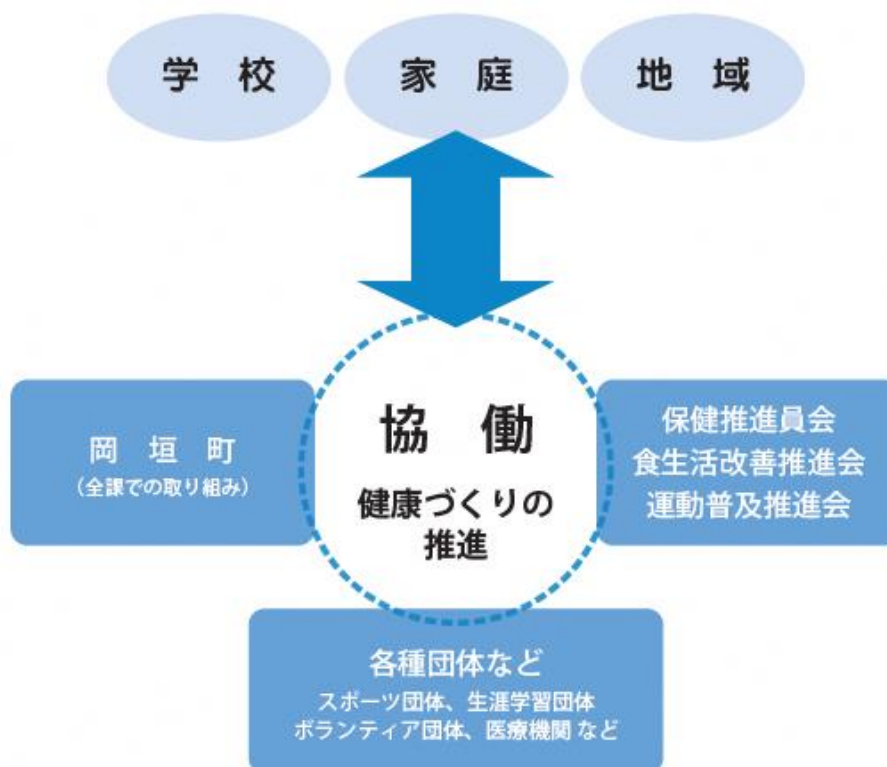 学 校
家 庭
地 域
協 働
健康づくりの
推進
岡 垣 町
（全課での取り組み）
保健推進員会
食生活改善推進会
運動普及推進会
各種団体など
スポーツ団体、生涯学習団体
ボランティア団体、医療機関 など